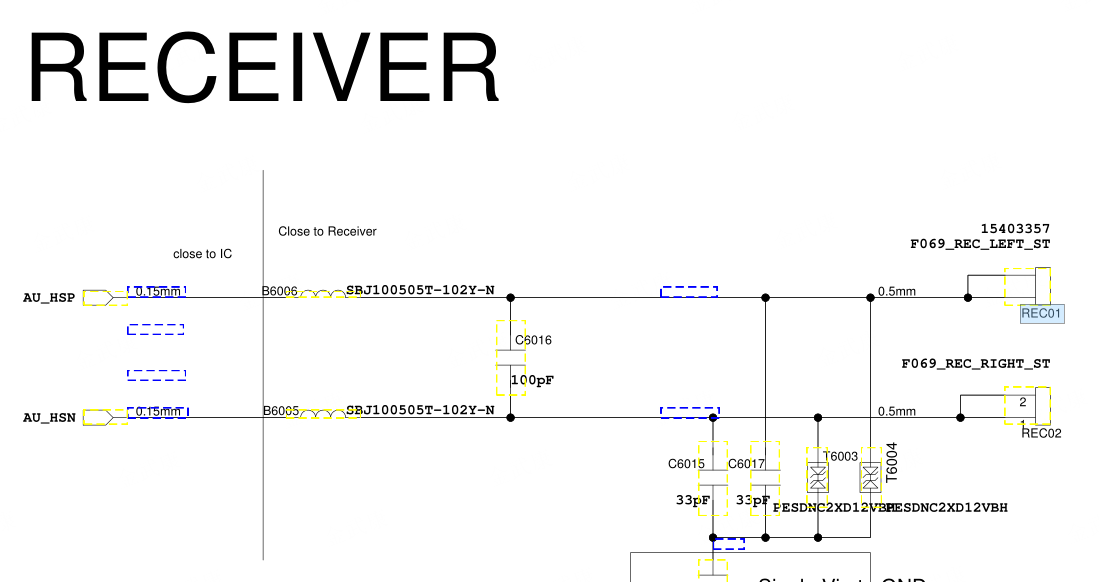 RECEIVER
Close to Receiver
close to IC
15403357
F069_REC_LEFT_ST
AU_HSP
0.15mm
B6006
SBJ100505T-102Y-N
0.5mm
REC01
C6016
100pF
F069_REC_RIGHT_ST
AU_HSN
0.15mm
B6005
SBJ100505T-102Y-N
0.5mm
2
1
REC02
C6015
C6017
T6003
T6004
33pF
33pF
PESDNC2XD12VBH
PESDNC2XD12VBH